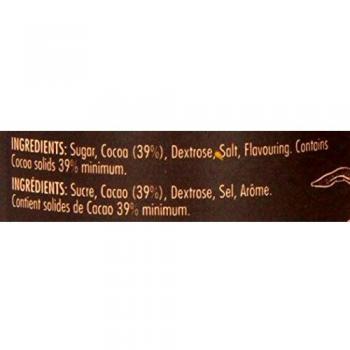 INGREDIENTS: Sugar, Cocoa (39%), Dextrose, Salt, Flavouring. Contains
Cocoa solids 39% minimum.
INGRÉDIENTS: Sucre, Cacao (39%), Dextrose, Sel, Arôme.
Contient solides de Cacao 39% minimum.